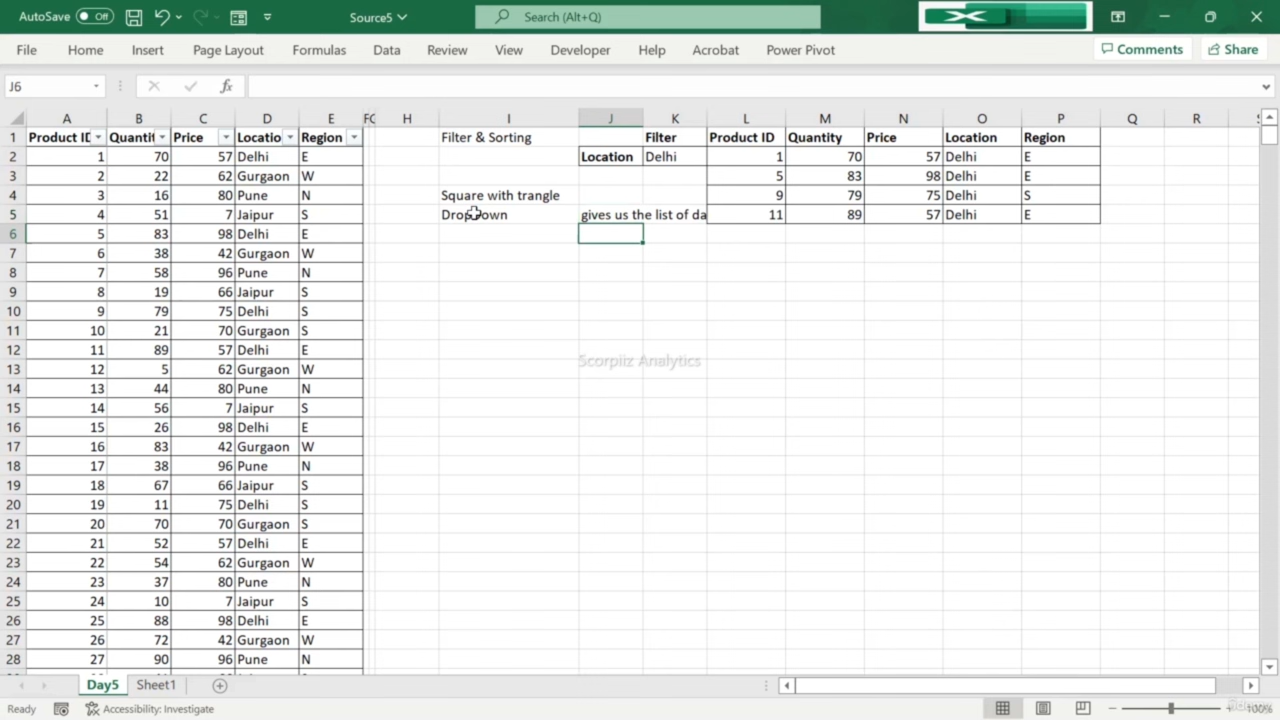 AutoSave Off Source5 Search (Alt+Q)
File Home Insert Page Layout Formulas Data Review View Developer Help Acrobat Power Pivot Comments Share
J6 fx
A B C D E H I J K L M N O P Q R
1 Product ID Quantit Price Locatio Region Filter & Sorting Filter Product ID Quantity Price Location Region
2 1 70 57 Delhi E Location Delhi 1 70 57 Delhi E
3 2 22 62 Gurgaon W 5 83 98 Delhi E
4 3 16 80 Pune N Square with trangle 9 79 75 Delhi S
5 4 51 7 Jaipur S DropDown gives us the list of da 11 89 57 Delhi E
6 5 83 98 Delhi E
7 6 38 42 Gurgaon W
8 7 58 96 Pune N
9 8 19 66 Jaipur S
10 9 79 75 Delhi S
11 10 21 70 Gurgaon S
12 11 89 57 Delhi E
13 12 5 62 Gurgaon W
14 13 44 80 Pune N
15 14 56 7 Jaipur S
16 15 26 98 Delhi E
17 16 83 42 Gurgaon W
18 17 38 96 Pune N
19 18 67 66 Jaipur S
20 19 11 75 Delhi S
21 20 70 70 Gurgaon S
22 21 52 57 Delhi E
23 22 54 62 Gurgaon W
24 23 37 80 Pune N
25 24 10 7 Jaipur S
26 25 88 98 Delhi E
27 26 72 42 Gurgaon W
28 27 90 96 Pune N
Scorpiiz Analytics
Day5 Sheet1
Ready Accessibility: Investigate 100%